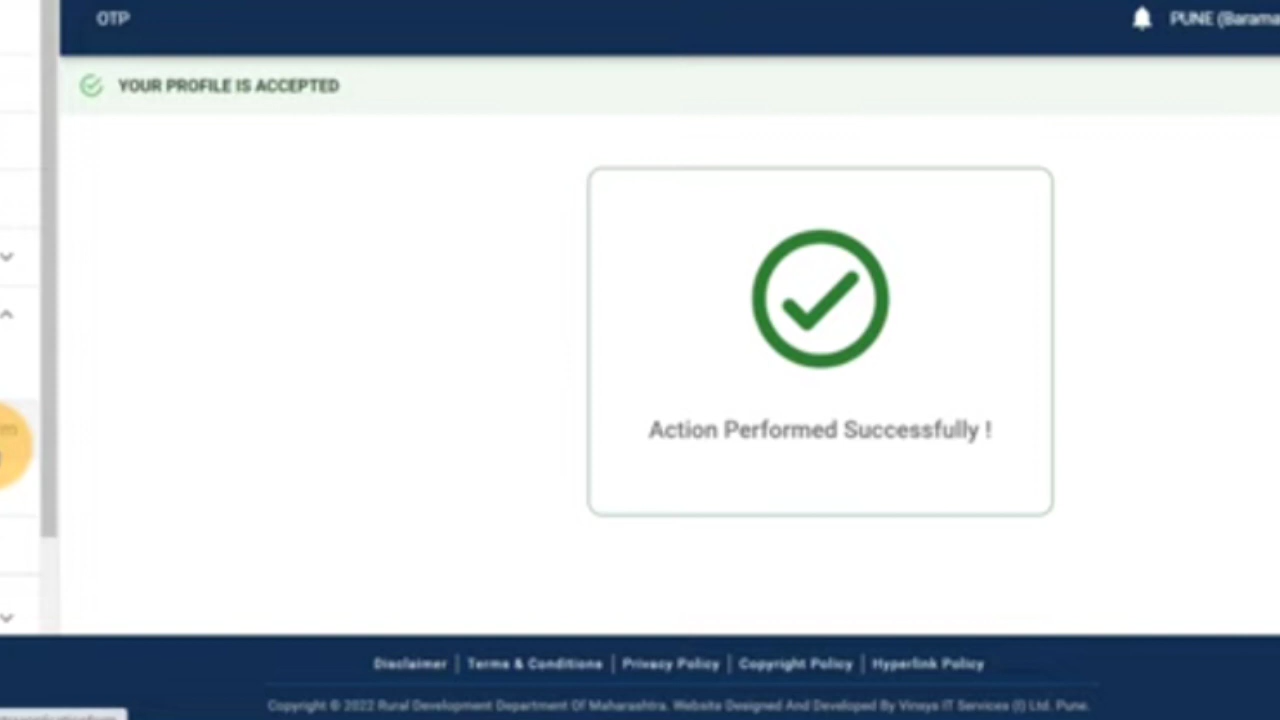 OTP
PUNE (Barama
YOUR PROFILE IS ACCEPTED
Action Performed Successfully !
Disclaimer | Terms & Conditions | Privacy Policy | Copyright Policy | Hyperlink Policy
Copyright © 2022 Rural Development Department Of Maharashtra. Website Designed And Developed By Vinsys IT Services (I) Ltd. Pune.